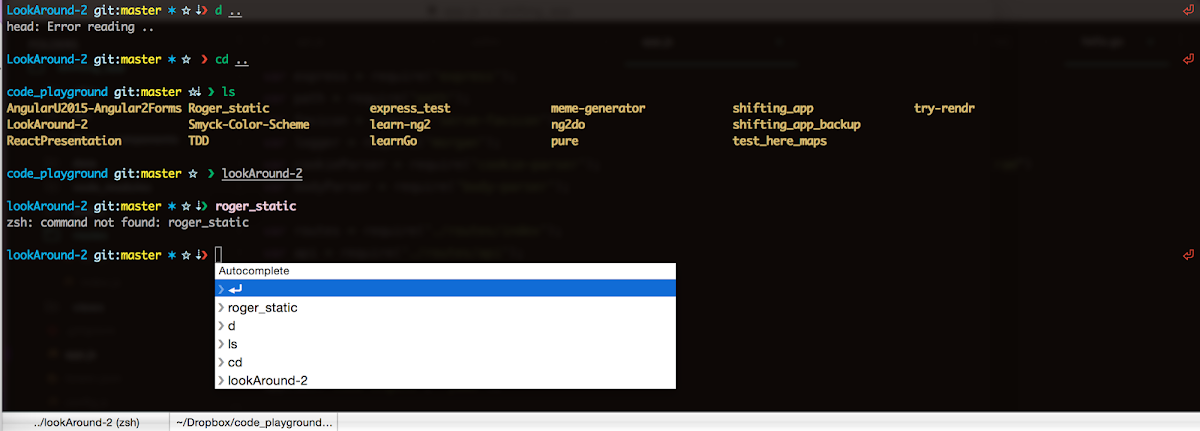 LookAround-2 git:master ✶ ☆ ⇣❯ d ..
head: Error reading ..
LookAround-2 git:master ✶ ☆ ❯ cd ..
code_playground git:master ☆⇣ ❯ ls
AngularU2015-Angular2Forms Roger_static express_test meme-generator shifting_app try-rendr
LookAround-2 Smyck-Color-Scheme learn-ng2 ng2do shifting_app_backup
ReactPresentation TDD learnGo pure test_here_maps
code_playground git:master ☆ ❯ lookAround-2
lookAround-2 git:master ✶ ☆ ⇣❯ roger_static
zsh: command not found: roger_static
lookAround-2 git:master ✶ ☆ ⇣❯
Autocomplete
❯ ↵
❯ roger_static
❯ d
❯ ls
❯ cd
❯ lookAround-2
../lookAround-2 (zsh) ~/Dropbox/code_playground…